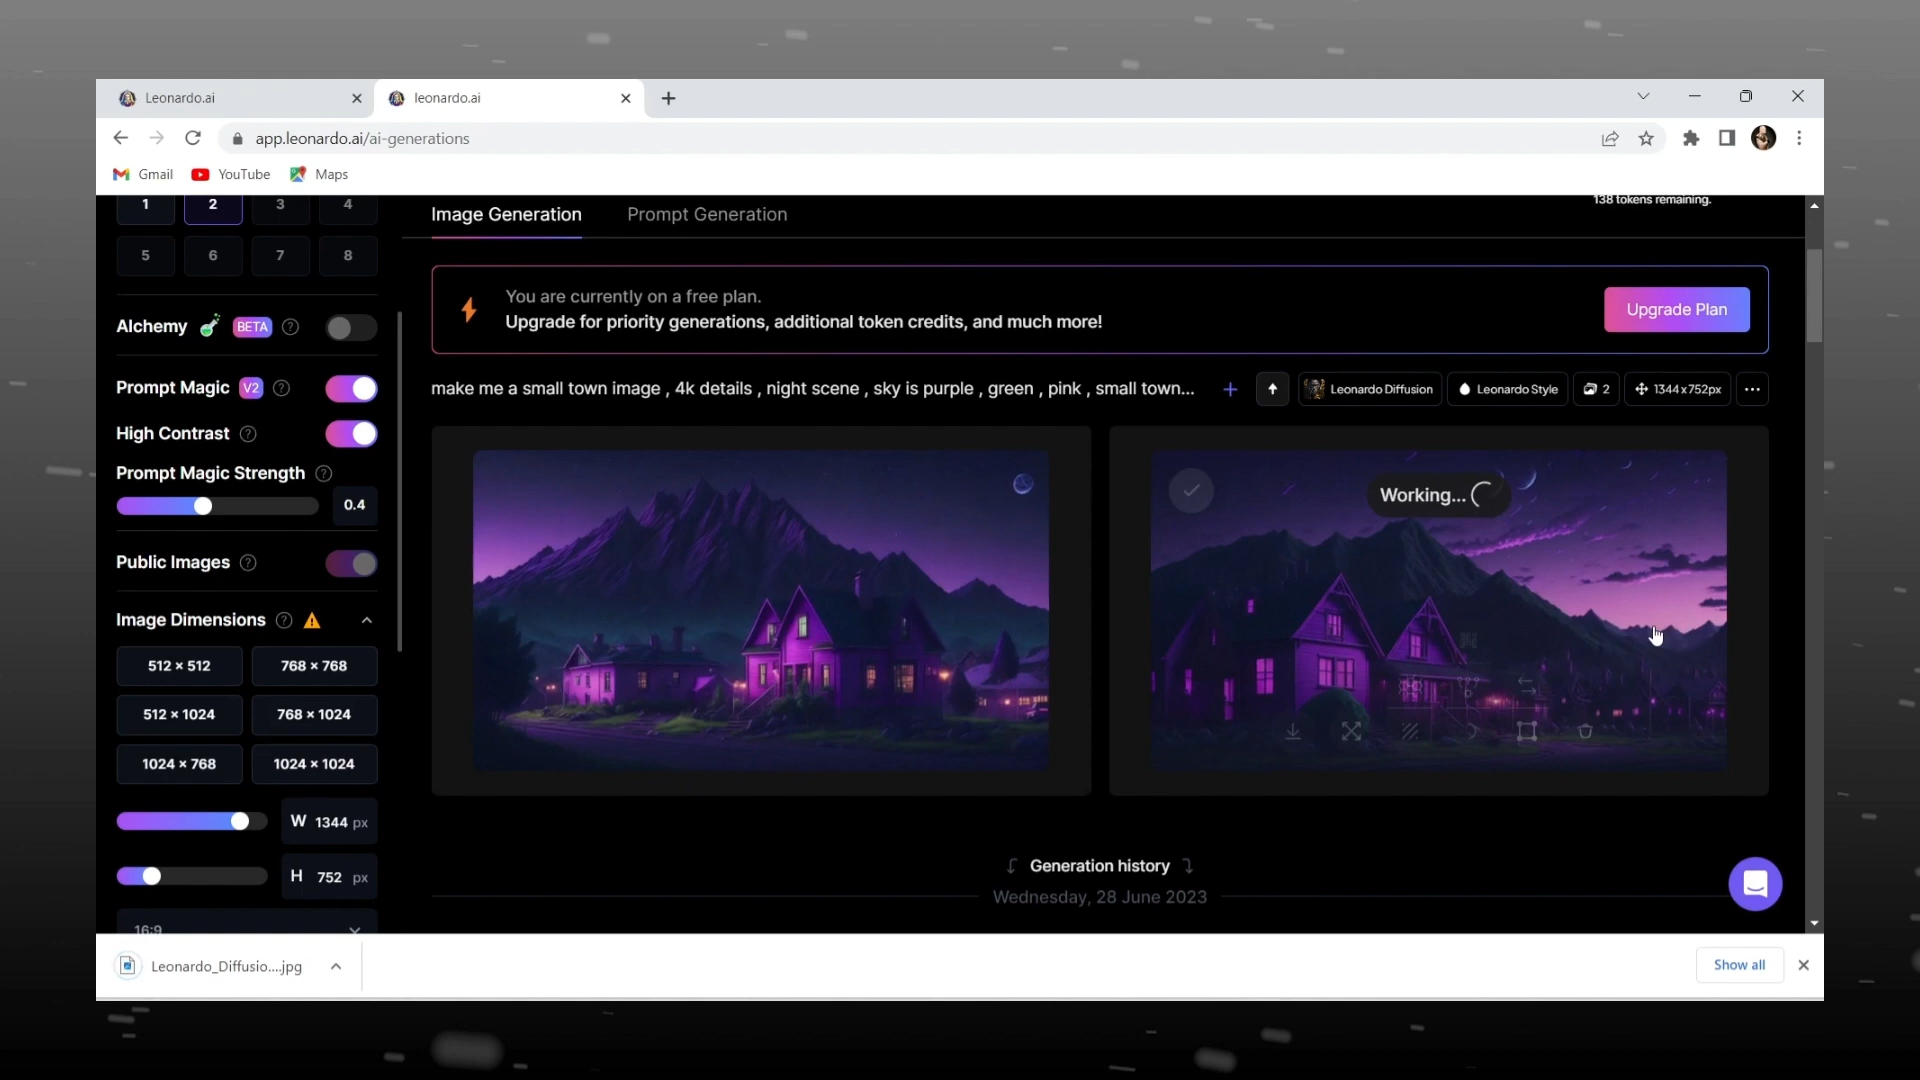 Leonardo.ai
leonardo.ai
app.leonardo.ai/ai-generations
Gmail
YouTube
Maps
1 2 3 4
5 6 7 8
Alchemy BETA
Prompt Magic V2
High Contrast
Prompt Magic Strength
0.4
Public Images
Image Dimensions
512 × 512 768 × 768
512 × 1024 768 × 1024
1024 × 768 1024 × 1024
W 1344 px
H 752 px
16:9
138 tokens remaining.
Image Generation Prompt Generation
You are currently on a free plan.
Upgrade for priority generations, additional token credits, and much more!
Upgrade Plan
make me a small town image , 4k details , night scene , sky is purple , green , pink , small town...
Leonardo Diffusion
Leonardo Style
2
1344x752px
Working...
Generation history
Wednesday, 28 June 2023
Leonardo_Diffusio....jpg
Show all